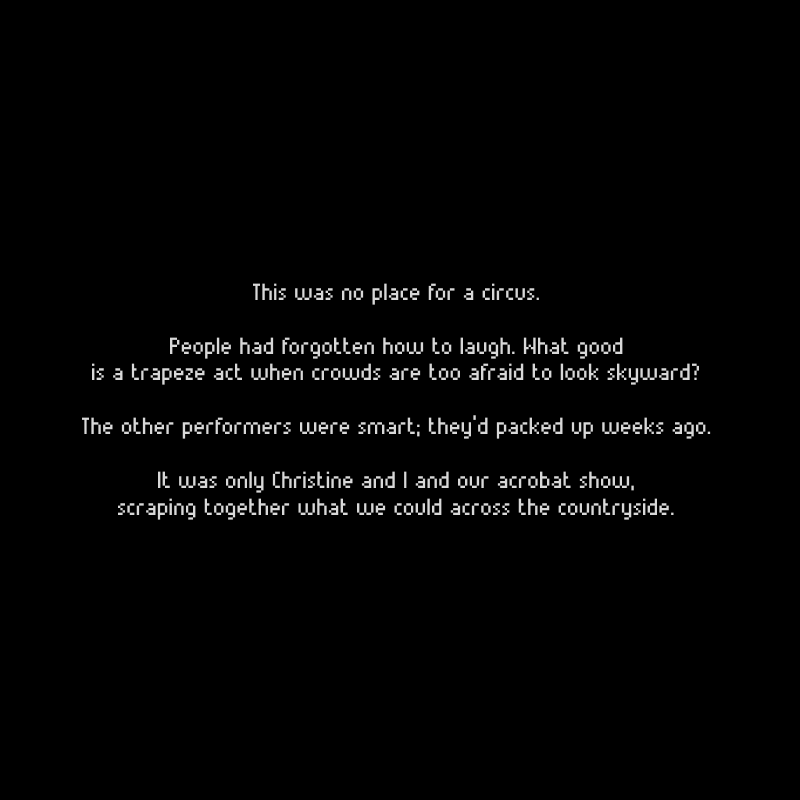 This was no place for a circus.
People had forgotten how to laugh. What good
is a trapeze act when crowds are too afraid to look skyward?
The other performers were smart; they'd packed up weeks ago.
It was only Christine and I and our acrobat show,
scraping together what we could across the countryside.